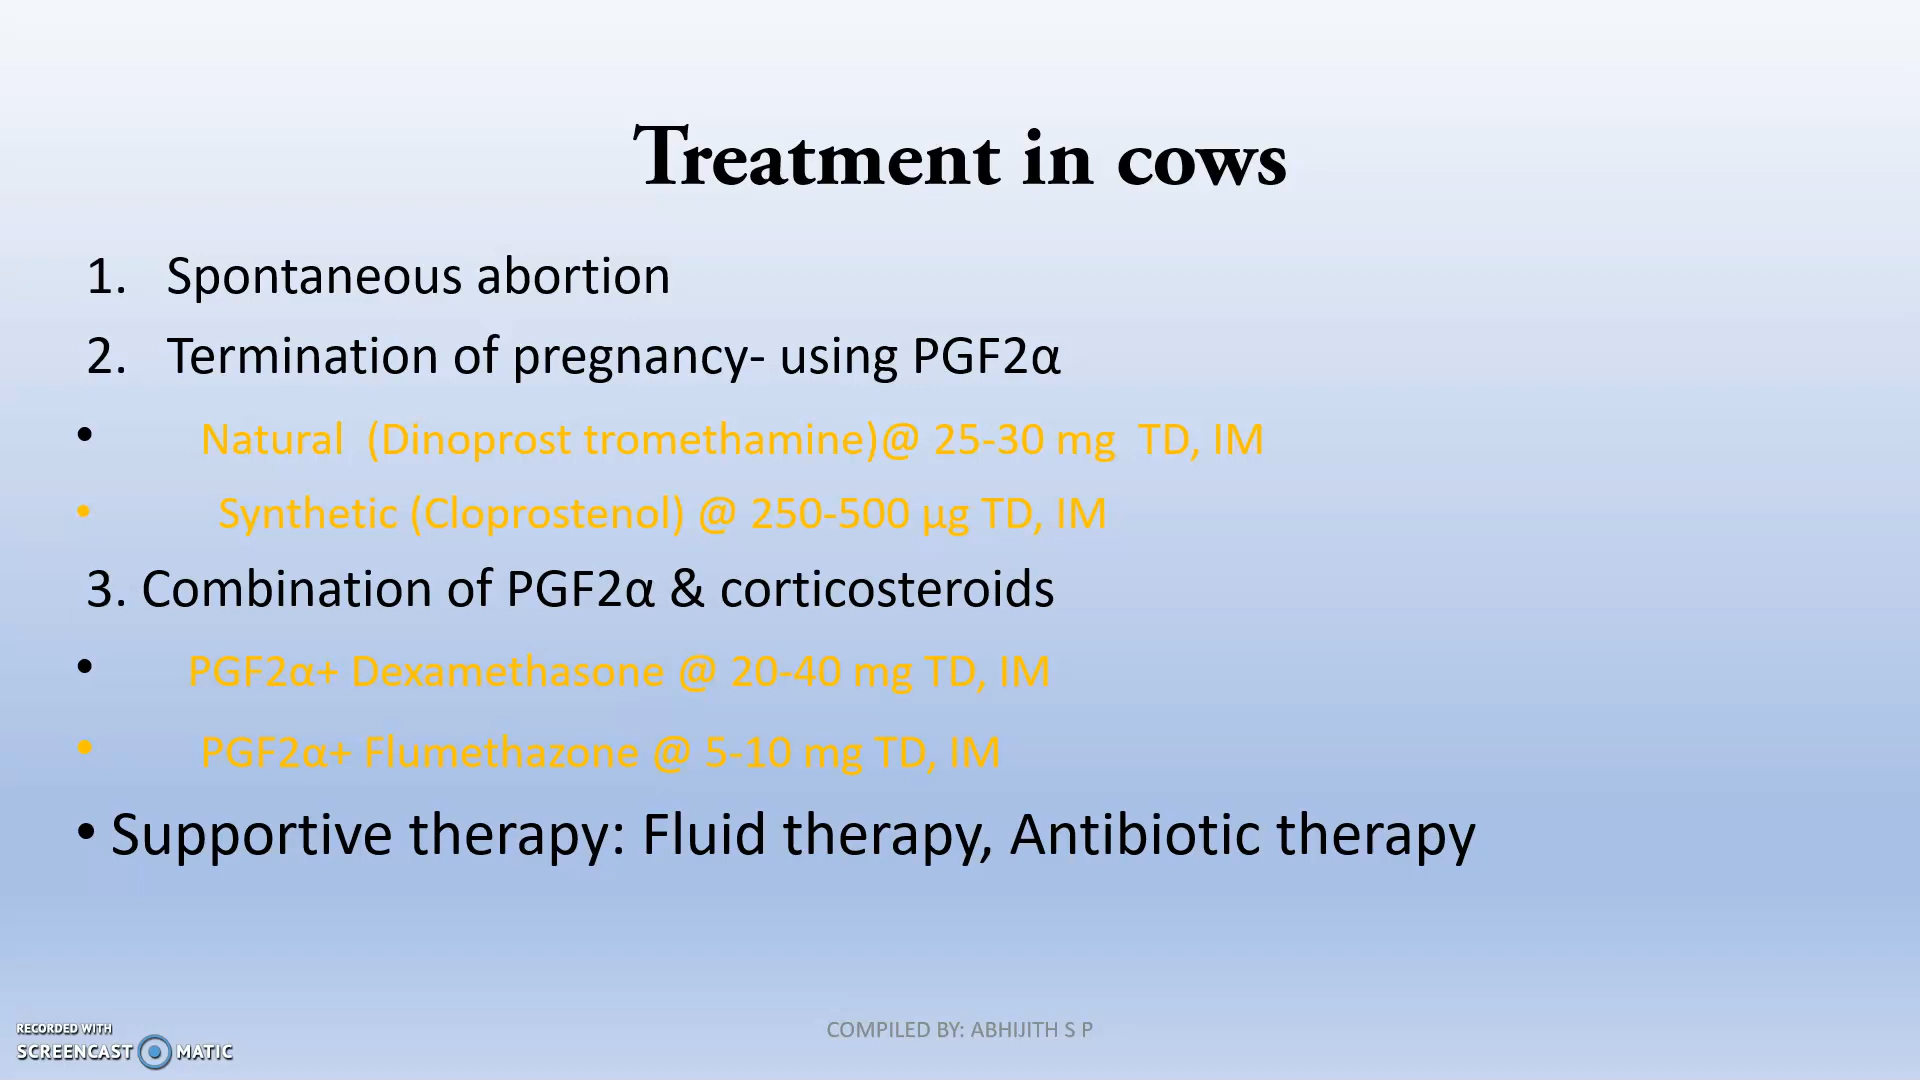 Treatment in cows
1. Spontaneous abortion
2. Termination of pregnancy- using PGF2α
• Natural (Dinoprost tromethamine)@ 25-30 mg TD, IM
• Synthetic (Cloprostenol) @ 250-500 µg TD, IM
3. Combination of PGF2α & corticosteroids
• PGF2α+ Dexamethasone @ 20-40 mg TD, IM
• PGF2α+ Flumethazone @ 5-10 mg TD, IM
• Supportive therapy: Fluid therapy, Antibiotic therapy
COMPILED BY: ABHIJITH S P
RECORDED WITH
SCREENCAST MATIC